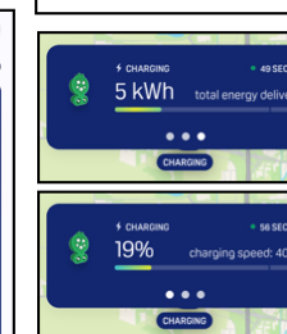 CHARGING
49 SEC
5 kWh total energy delive
CHARGING
CHARGING
56 SEC
19% charging speed: 40
CHARGING